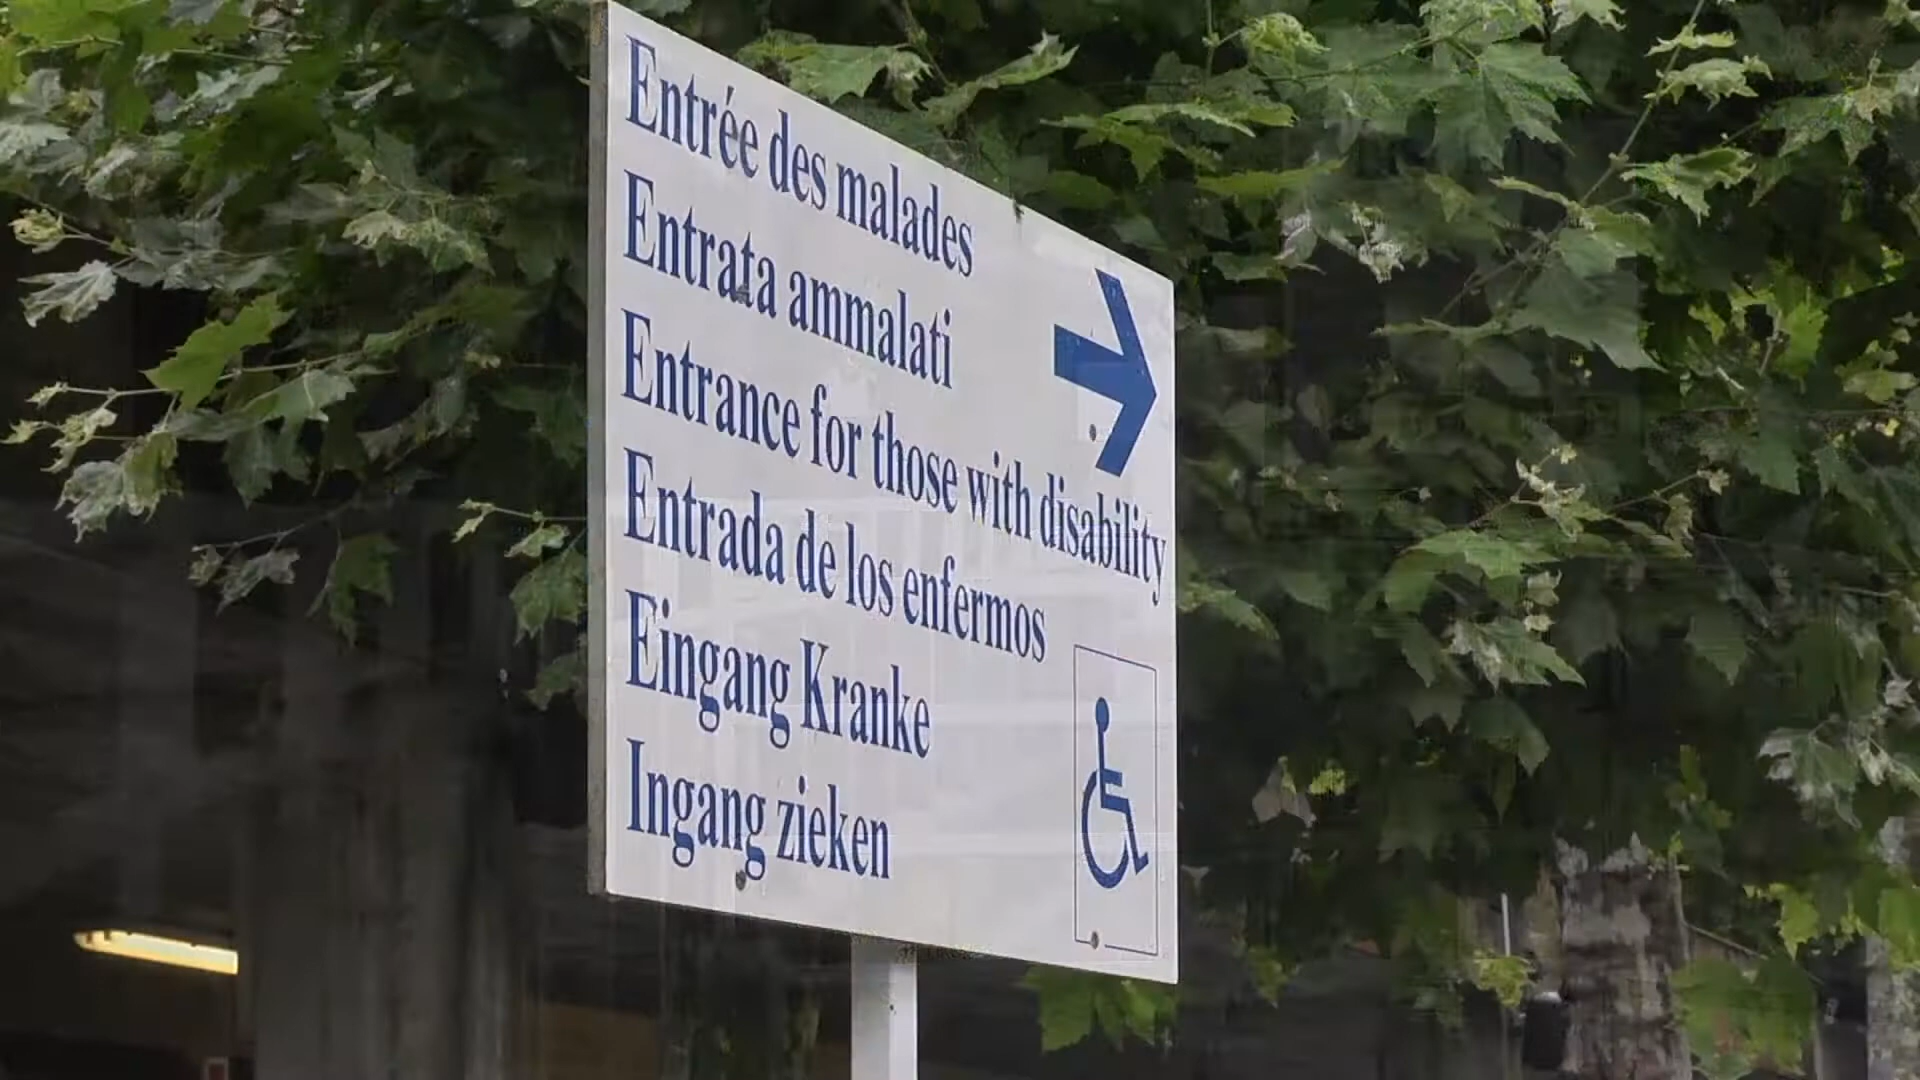 Entrée des malades
Entrata ammalati
Entrance for those with disability
Entrada de los enfermos
Eingang Kranke
Ingang zieken